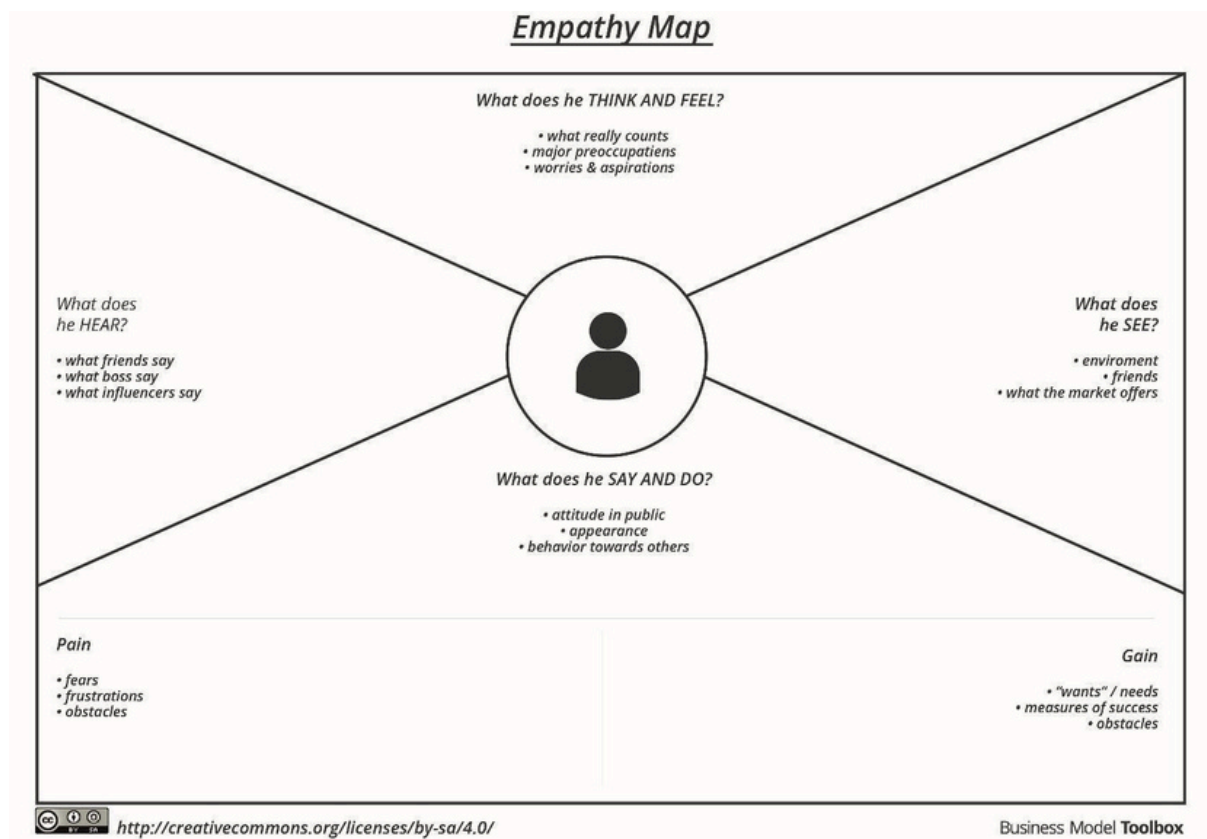 Empathy Map
What does he THINK AND FEEL?
• what really counts
• major preoccupatiens
• worries & aspirations
What does
he HEAR?
• what friends say
• what boss say
• what influencers say
What does
he SEE?
• enviroment
• friends
• what the market offers
What does he SAY AND DO?
• attitude in public
• appearance
• behavior towards others
Pain
• fears
• frustrations
• obstacles
Gain
• “wants” / needs
• measures of success
• obstacles
cc BY SA
http://creativecommons.org/licenses/by-sa/4.0/
Business Model Toolbox